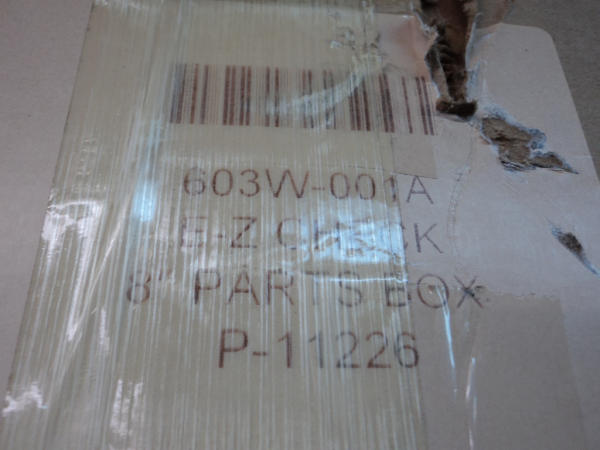 603W-001A
E-Z CHECK
8" PARTS BOX
P-11226